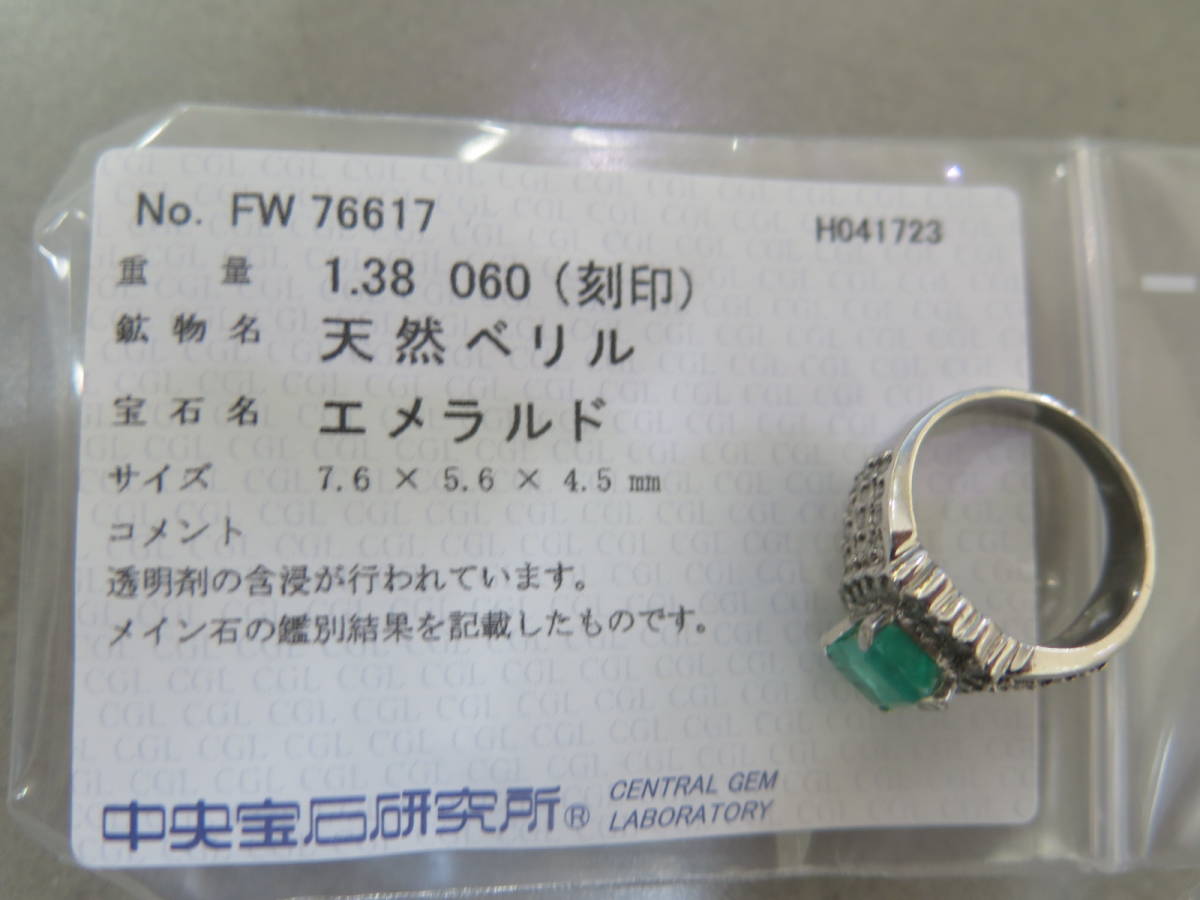 No. FW 76617
H041723
重量 1.38 060 (刻印)
鉱物名 天然ベリル
宝石名 エメラルド
サイズ 7.6 × 5.6 × 4.5 mm
コメント
透明剤の含浸が行われています。
メイン石の鑑別結果を記載したものです。
中央宝石研究所® CENTRAL GEM
LABORATORY